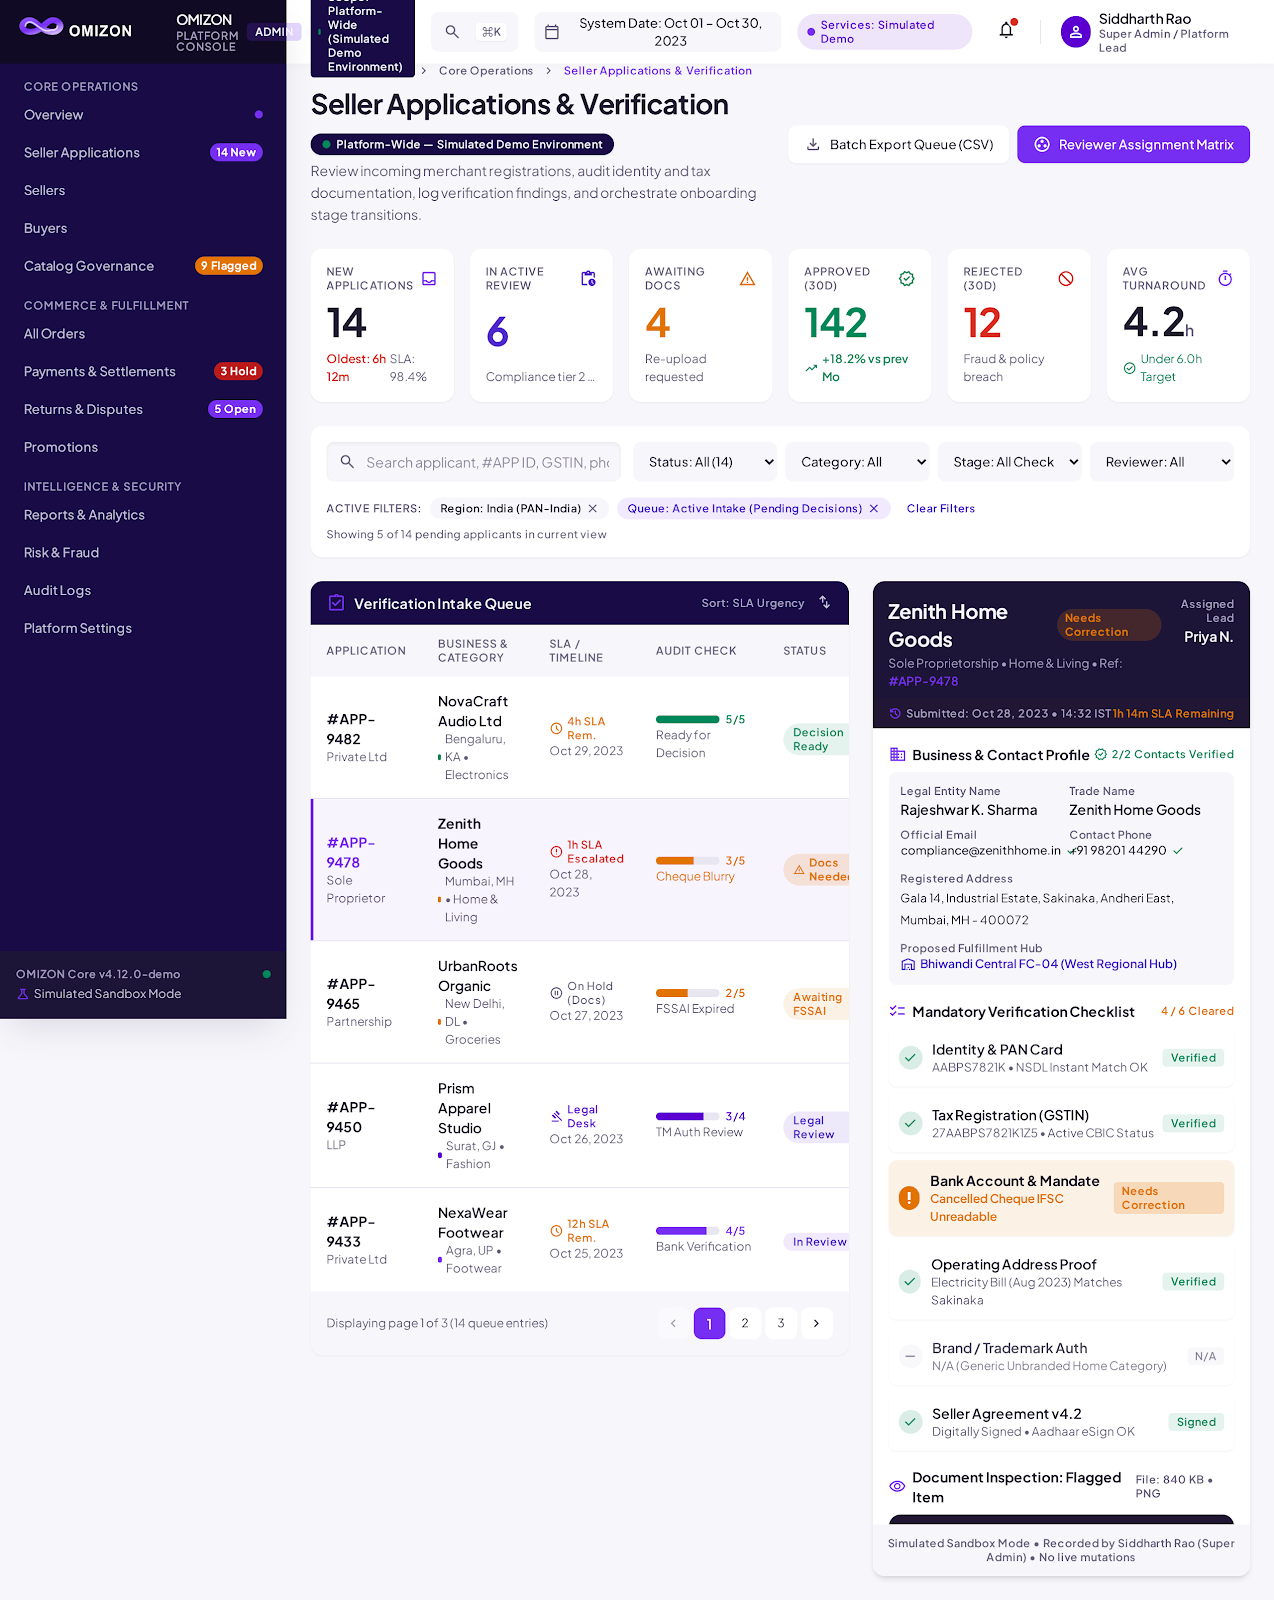 OMIZON
OMIZON
PLATFORM
CONSOLE
ADMIN
CORE OPERATIONS
Overview
Seller Applications
14 New
Sellers
Buyers
Catalog Governance
9 Flagged
COMMERCE & FULFILLMENT
All Orders
Payments & Settlements
3 Hold
Returns & Disputes
5 Open
Promotions
INTELLIGENCE & SECURITY
Reports & Analytics
Risk & Fraud
Audit Logs
Platform Settings
OMIZON Core v4.12.0-demo
Simulated Sandbox Mode
Platform-
Wide
(Simulated
Demo
Environment)
⌘K
System Date: Oct 01 – Oct 30,
2023
Services: Simulated
Demo
Siddharth Rao
Super Admin / Platform
Lead
Core Operations
Seller Applications & Verification
Seller Applications & Verification
Platform-Wide — Simulated Demo Environment
Review incoming merchant registrations, audit identity and tax
documentation, log verification findings, and orchestrate onboarding
stage transitions.
Batch Export Queue (CSV)
Reviewer Assignment Matrix
NEW
APPLICATIONS
14
Oldest: 6h
12m
SLA:
98.4%
IN ACTIVE
REVIEW
6
Compliance tier 2 ...
AWAITING
DOCS
4
Re-upload
requested
APPROVED
(30D)
142
+18.2% vs prev
Mo
REJECTED
(30D)
12
Fraud & policy
breach
AVG
TURNAROUND
4.2h
Under 6.0h
Target
Search applicant, #APP ID, GSTIN, pho
Status: All (14)
Category: All
Stage: All Check
Reviewer: All
ACTIVE FILTERS:
Region: India (PAN-India) ✕
Queue: Active Intake (Pending Decisions) ✕
Clear Filters
Showing 5 of 14 pending applicants in current view
Verification Intake Queue
Sort: SLA Urgency
APPLICATION
BUSINESS &
CATEGORY
SLA /
TIMELINE
AUDIT CHECK
STATUS
#APP-
9482
Private Ltd
NovaCraft
Audio Ltd
Bengaluru,
KA •
Electronics
4h SLA
Rem.
Oct 29, 2023
5/5
Ready for
Decision
Decision
Ready
#APP-
9478
Sole
Proprietor
Zenith
Home
Goods
Mumbai, MH
• Home &
Living
1h SLA
Escalated
Oct 28,
2023
3/5
Cheque Blurry
Docs
Needed
#APP-
9465
Partnership
UrbanRoots
Organic
New Delhi,
DL •
Groceries
On Hold
(Docs)
Oct 27, 2023
2/5
FSSAI Expired
Awaiting
FSSAI
#APP-
9450
LLP
Prism
Apparel
Studio
Surat, GJ •
Fashion
Legal
Desk
Oct 26, 2023
3/4
TM Auth Review
Legal
Review
#APP-
9433
Private Ltd
NexaWear
Footwear
Agra, UP •
Footwear
12h SLA
Rem.
Oct 25, 2023
4/5
Bank Verification
In Review
Displaying page 1 of 3 (14 queue entries)
1
2
3
Zenith Home
Goods
Needs
Correction
Assigned
Lead
Priya N.
Sole Proprietorship • Home & Living • Ref:
#APP-9478
Submitted: Oct 28, 2023 • 14:32 IST
1h 14m SLA Remaining
Business & Contact Profile
2/2 Contacts Verified
Legal Entity Name
Rajeshwar K. Sharma
Trade Name
Zenith Home Goods
Official Email
compliance@zenithhome.in
Contact Phone
+91 98201 44290
Registered Address
Gala 14, Industrial Estate, Sakinaka, Andheri East,
Mumbai, MH - 400072
Proposed Fulfillment Hub
Bhiwandi Central FC-04 (West Regional Hub)
Mandatory Verification Checklist
4 / 6 Cleared
Identity & PAN Card
AABPS7821K • NSDL Instant Match OK
Verified
Tax Registration (GSTIN)
27AABPS7821K1Z5 • Active CBIC Status
Verified
Bank Account & Mandate
Cancelled Cheque IFSC
Unreadable
Needs
Correction
Operating Address Proof
Electricity Bill (Aug 2023) Matches
Sakinaka
Verified
Brand / Trademark Auth
N/A (Generic Unbranded Home Category)
N/A
Seller Agreement v4.2
Digitally Signed • Aadhaar eSign OK
Signed
Document Inspection: Flagged
Item
File: 840 KB •
PNG
Simulated Sandbox Mode • Recorded by Siddharth Rao (Super
Admin) • No live mutations